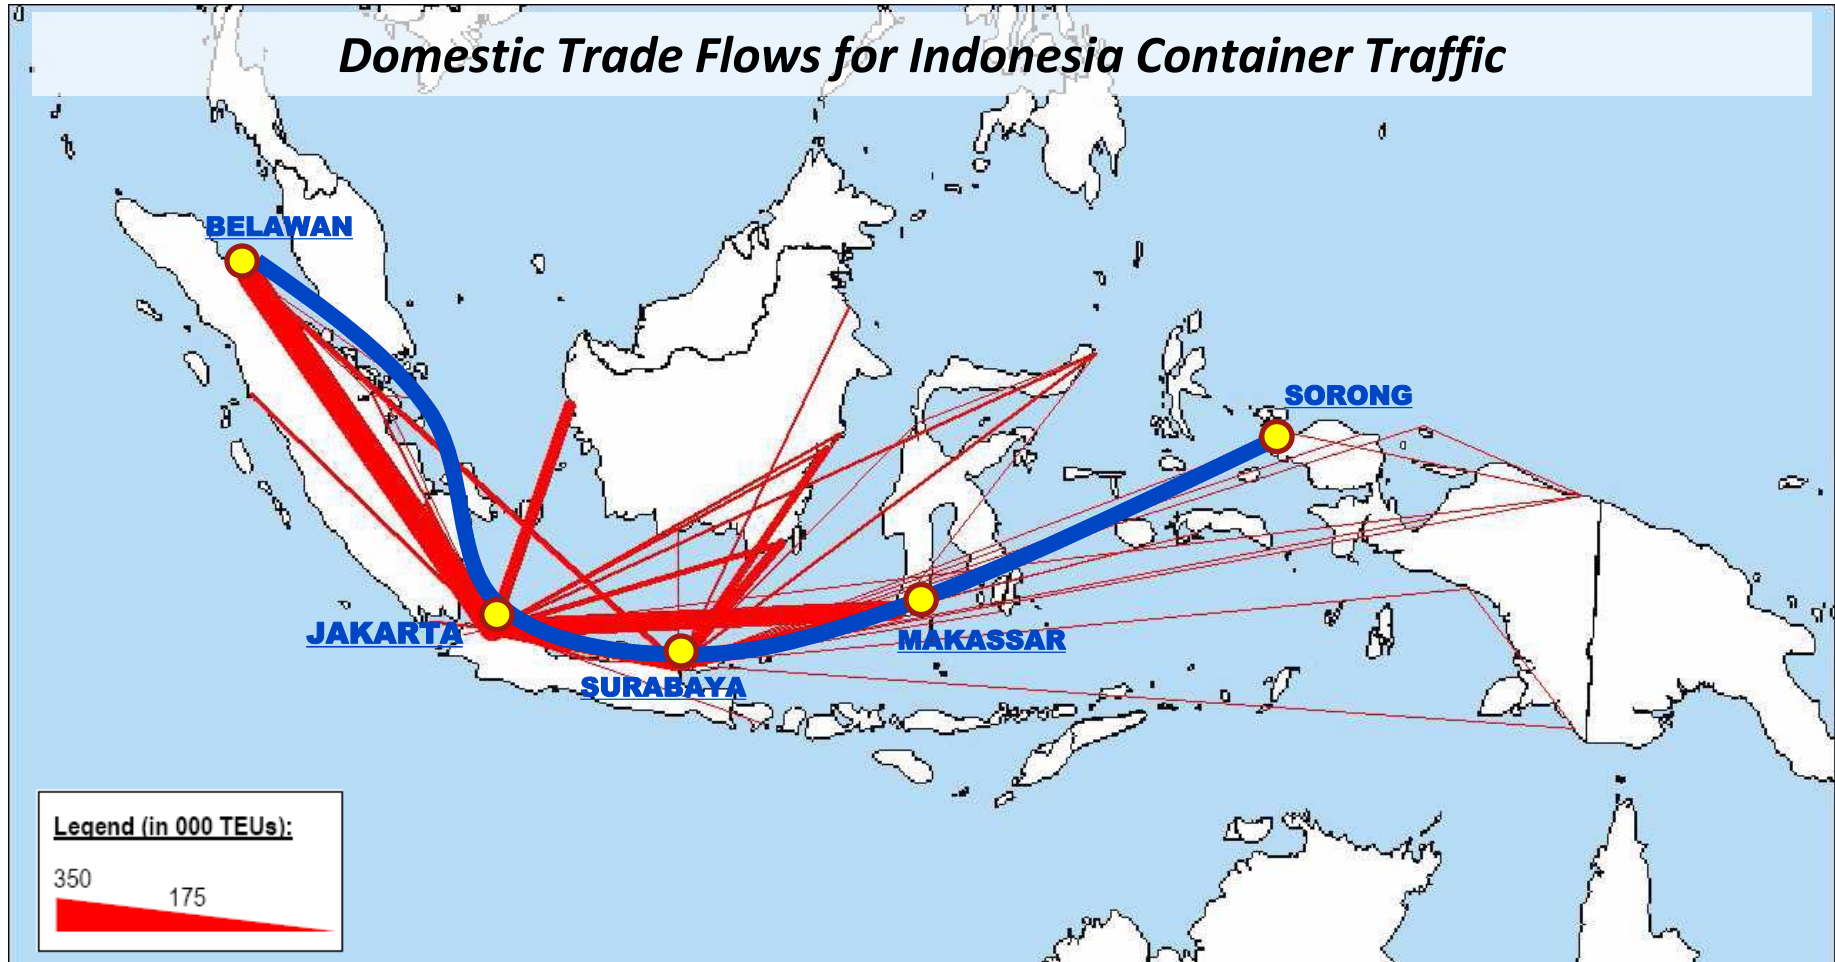 Domestic Trade Flows for Indonesia Container Traffic
BELAWAN
SORONG
JAKARTA
MAKASSAR
SURABAYA
Legend (in 000 TEUs):
350
175